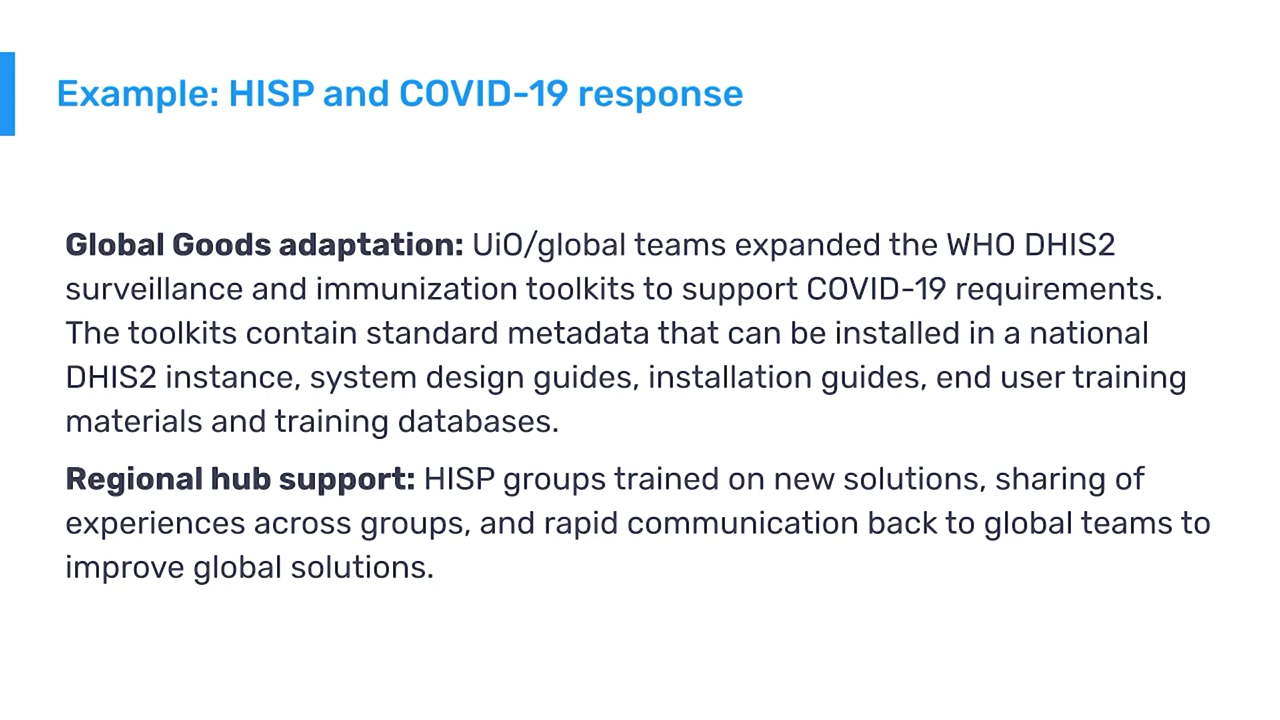 Example: HISP and COVID-19 response
Global Goods adaptation: UiO/global teams expanded the WHO DHIS2
surveillance and immunization toolkits to support COVID-19 requirements.
The toolkits contain standard metadata that can be installed in a national
DHIS2 instance, system design guides, installation guides, end user training
materials and training databases.
Regional hub support: HISP groups trained on new solutions, sharing of
experiences across groups, and rapid communication back to global teams to
improve global solutions.